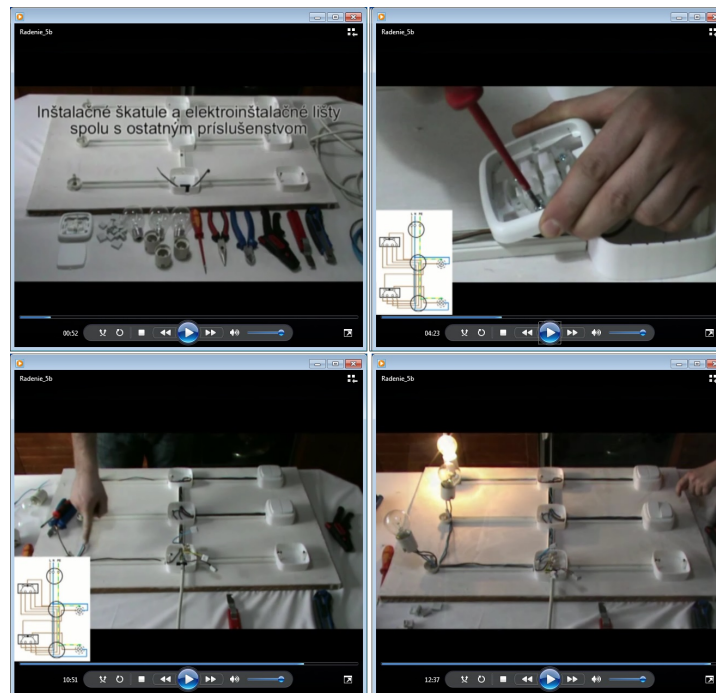 Radenie_5b
Inštalačné škatule a elektroinštalačné lišty
spolu s ostatným príslušenstvom
00:52
Radenie_5b
04:23
Radenie_5b
10:51
Radenie_5b
12:37